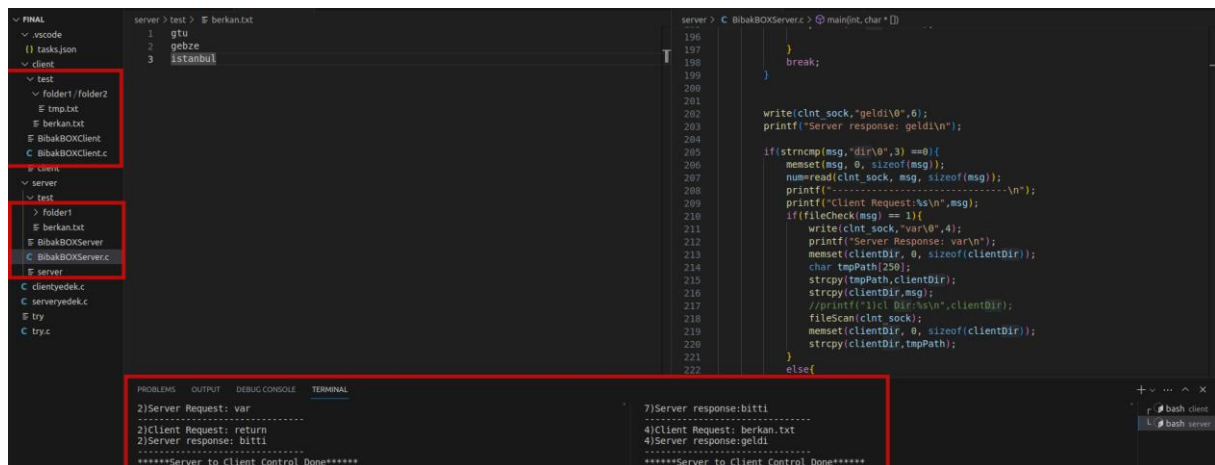 FINAL
.vscode
tasks.json
client
test
folder1/folder2
tmp.txt
berkan.txt
BibakBOXClient
C BibakBOXClient.c
client
server
test
folder1
berkan.txt
BibakBOXServer
C BibakBOXServer.c
server
C clientyedek.c
C serveryedek.c
try
C try.c
server > test > berkan.txt
1 gtu
2 gebze
3 istanbul
server > C BibakBOXServer.c > main(int, char * [])
196
197 }
198 break;
199 }
200
201
202 write(clnt_sock,"geldi\0",6);
203 printf("Server response: geldi\n");
204
205 if(strncmp(msg,"dir\0",3) ==0){
206 memset(msg, 0, sizeof(msg));
207 num=read(clnt_sock, msg, sizeof(msg));
208 printf("-------------------------------\n");
209 printf("Client Request:%s\n",msg);
210 if(fileCheck(msg) == 1){
211 write(clnt_sock,"var\0",4);
212 printf("Server Response: var\n");
213 memset(clientDir, 0, sizeof(clientDir));
214 char tmpPath[250];
215 strcpy(tmpPath,clientDir);
216 strcpy(clientDir,msg);
217 //printf("1)cl Dir:%s\n",clientDir);
218 fileScan(clnt_sock);
219 memset(clientDir, 0, sizeof(clientDir));
220 strcpy(clientDir,tmpPath);
221 }
222 else{
PROBLEMS OUTPUT DEBUG CONSOLE TERMINAL
2)Server Request: var
-------------------------------
2)Client Request: return
2)Server response: bitti
-------------------------------
******Server to Client Control Done******
7)Server response:bitti
-------------------------------
4)Client Request: berkan.txt
4)Server response:geldi
-------------------------------
******Server to Client Control Done******
bash client
bash server